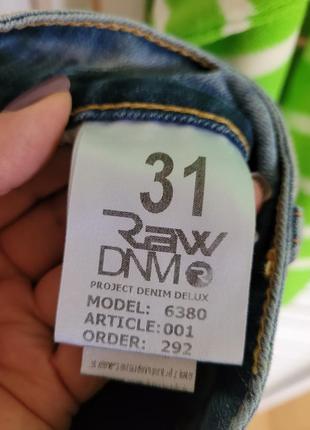 31
Raw
DNM R
PROJECT DENIM DELUX
MODEL: 6380
ARTICLE:001
ORDER: 292